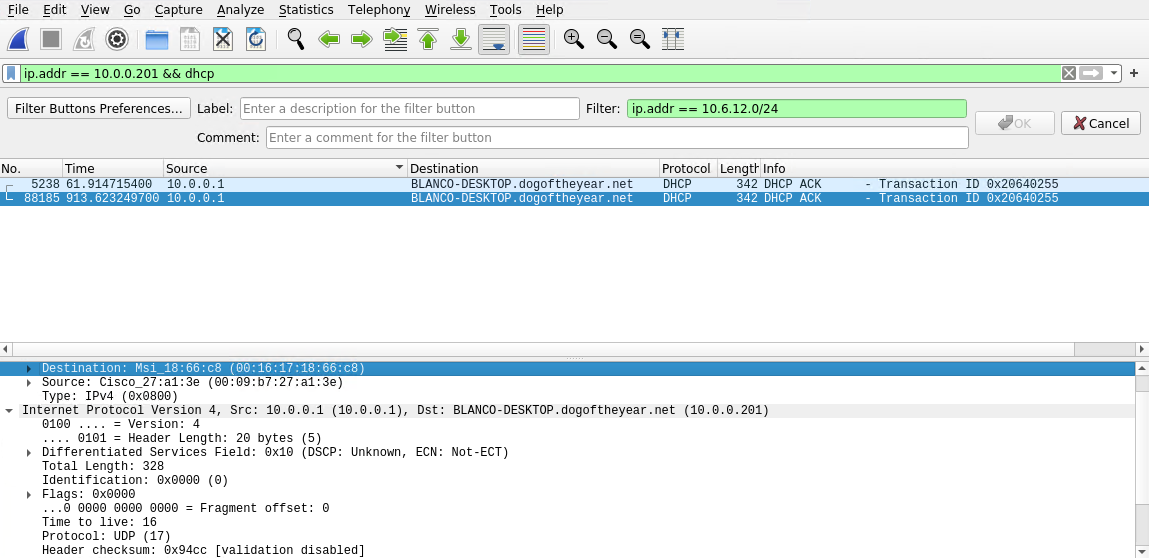 File Edit View Go Capture Analyze Statistics Telephony Wireless Tools Help
ip.addr == 10.0.0.201 && dhcp
Filter Buttons Preferences... Label: Enter a description for the filter button Filter: ip.addr == 10.6.12.0/24 OK Cancel
Comment: Enter a comment for the filter button
No. Time Source Destination Protocol Length Info
5238 61.914715400 10.0.0.1 BLANCO-DESKTOP.dogoftheyear.net DHCP 342 DHCP ACK - Transaction ID 0x20640255
88185 913.623249700 10.0.0.1 BLANCO-DESKTOP.dogoftheyear.net DHCP 342 DHCP ACK - Transaction ID 0x20640255
Destination: Msi_18:66:c8 (00:16:17:18:66:c8)
Source: Cisco_27:a1:3e (00:09:b7:27:a1:3e)
Type: IPv4 (0x0800)
Internet Protocol Version 4, Src: 10.0.0.1 (10.0.0.1), Dst: BLANCO-DESKTOP.dogoftheyear.net (10.0.0.201)
0100 .... = Version: 4
.... 0101 = Header Length: 20 bytes (5)
Differentiated Services Field: 0x10 (DSCP: Unknown, ECN: Not-ECT)
Total Length: 328
Identification: 0x0000 (0)
Flags: 0x0000
...0 0000 0000 0000 = Fragment offset: 0
Time to live: 16
Protocol: UDP (17)
Header checksum: 0x94cc [validation disabled]